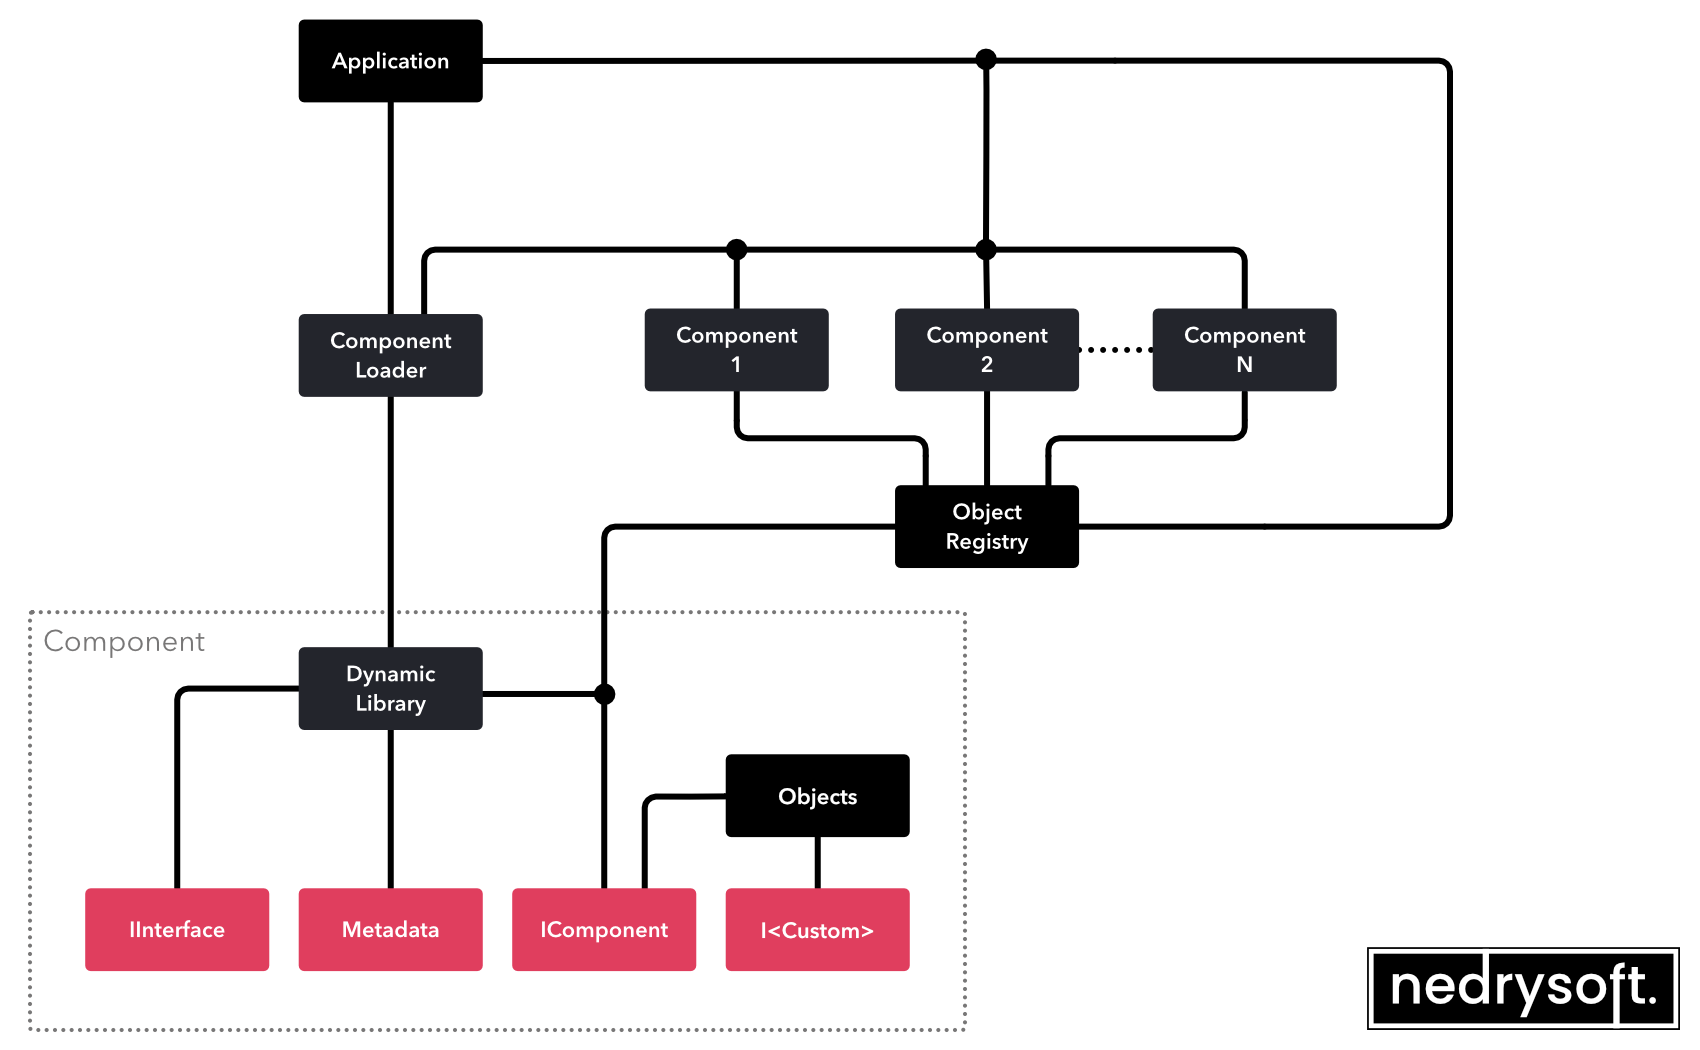 Application
Component
Loader
Component
1
Component
2
Component
N
Object
Registry
Component
Dynamic
Library
Objects
IInterface
Metadata
IComponent
I<Custom>
nedrysoft.